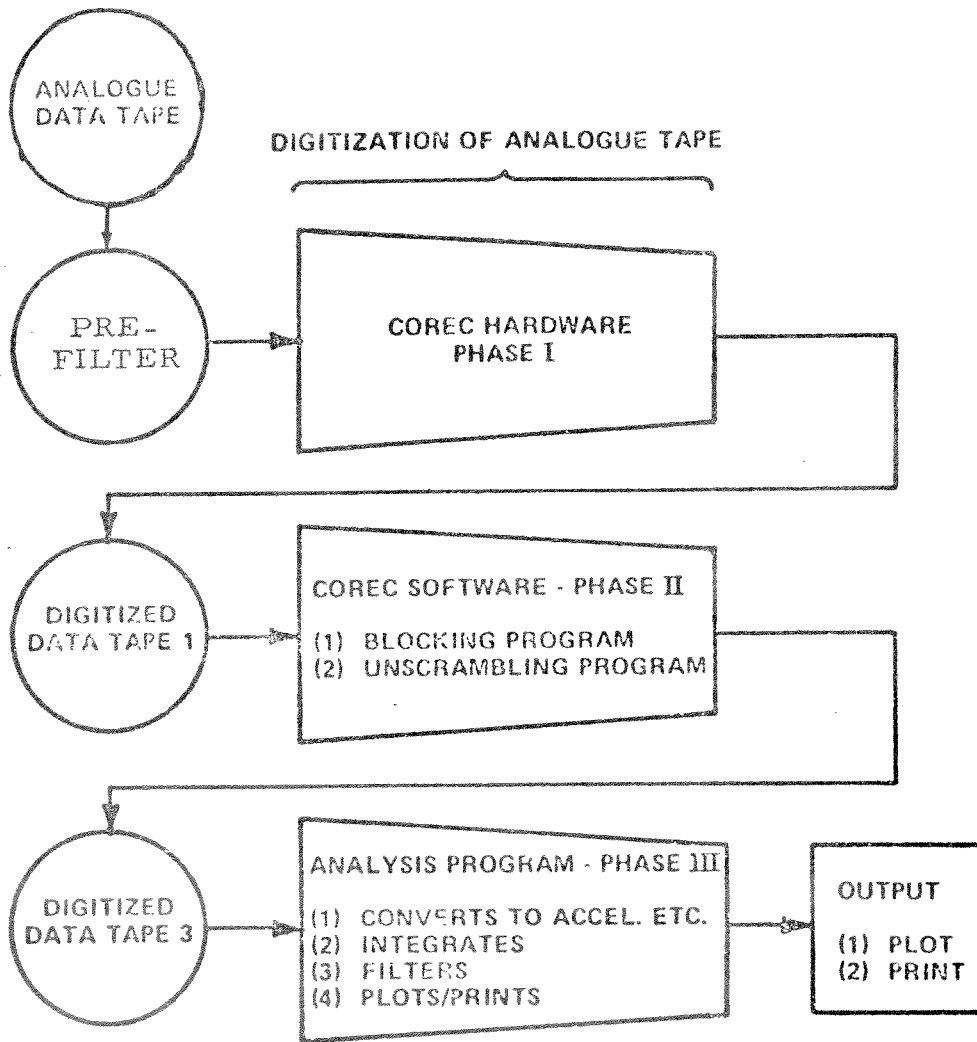 ANALOGUE
DATA TAPE
DIGITIZATION OF ANALOGUE TAPE
PRE-
FILTER
COREC HARDWARE
PHASE I
DIGITIZED
DATA TAPE 1
COREC SOFTWARE - PHASE II
(1) BLOCKING PROGRAM
(2) UNSCRAMBLING PROGRAM
DIGITIZED
DATA TAPE 3
ANALYSIS PROGRAM - PHASE III
(1) CONVERTS TO ACCEL. ETC.
(2) INTEGRATES
(3) FILTERS
(4) PLOTS/PRINTS
OUTPUT
(1) PLOT
(2) PRINT